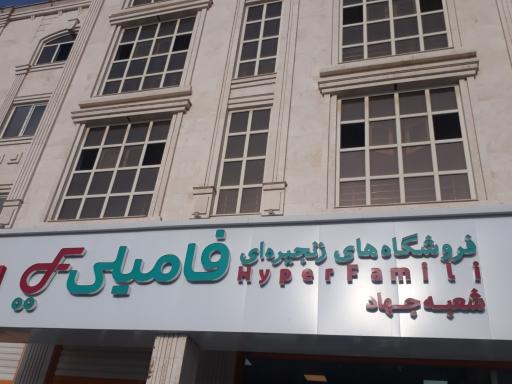 فروشگاه های زنجیره ای فامیلی
HyperFamili
شعبه جهاد